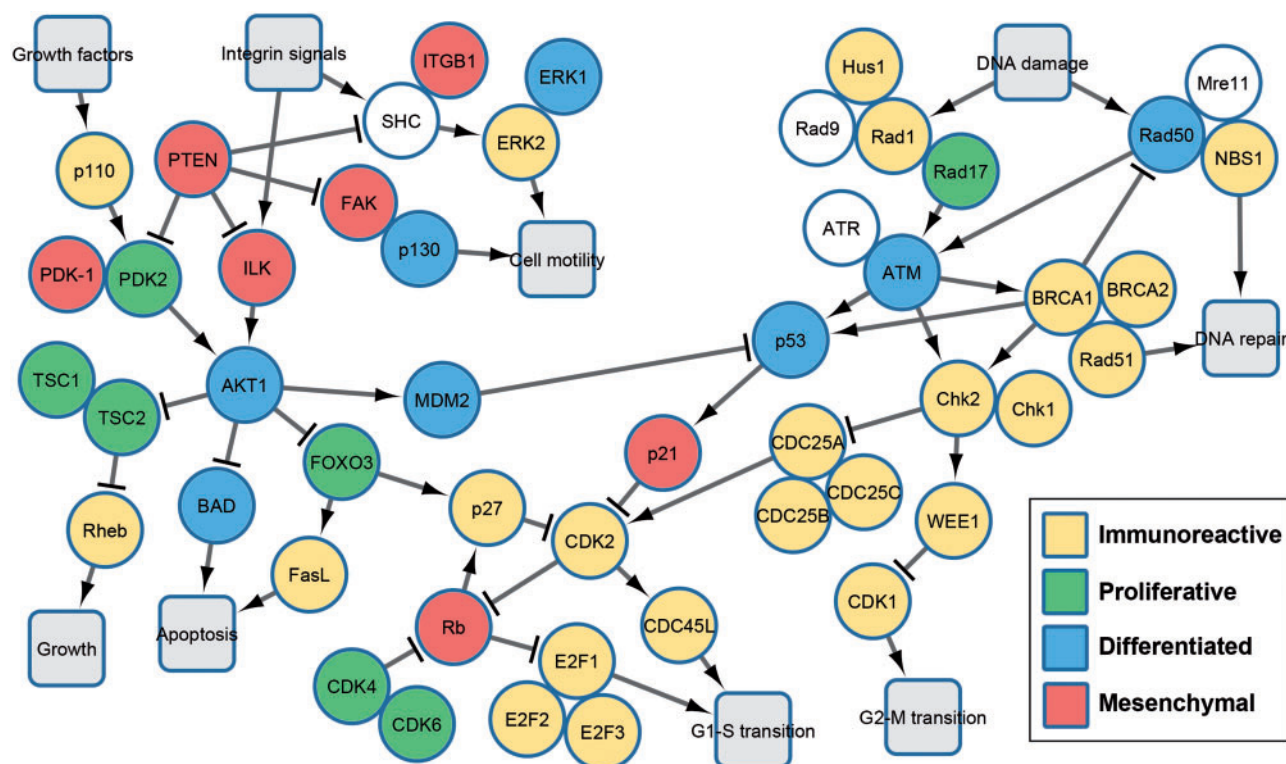 Growth factors
Integrin signals
ITGB1
ERK1
SHC
ERK2
p110
PTEN
FAK
p130
Cell motility
PDK-1
PDK2
ILK
TSC1
TSC2
AKT1
MDM2
Rheb
BAD
FOXO3
FasL
Growth
Apoptosis
DNA damage
Hus1
Rad9
Rad1
Rad17
Mre11
Rad50
NBS1
ATR
ATM
BRCA1
BRCA2
Rad51
DNA repair
p53
p21
Chk2
Chk1
CDC25A
CDC25B
CDC25C
WEE1
CDK1
G2-M transition
p27
CDK2
Rb
CDC45L
CDK4
CDK6
E2F1
E2F2
E2F3
G1-S transition
Immunoreactive
Proliferative
Differentiated
Mesenchymal